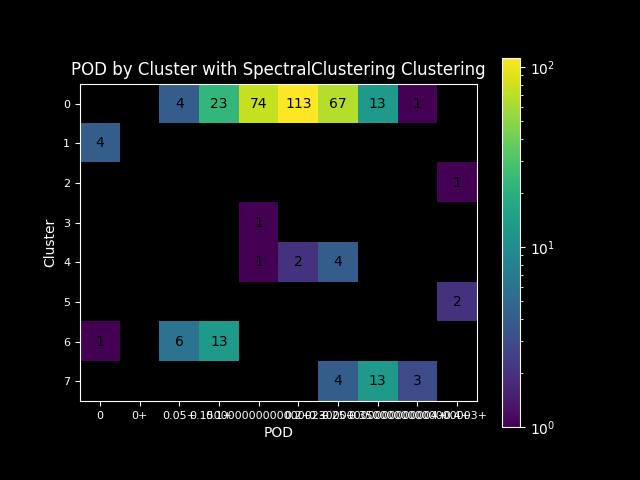 POD by Cluster with SpectralClustering Clustering
0 4 23 74 113 67 13 1
1 4
2 1
3 1
4 1 2 4
5 2
6 1 6 13
7 4 13 3
0 0+ 0.05+
POD
Cluster
10²
10¹
10⁰